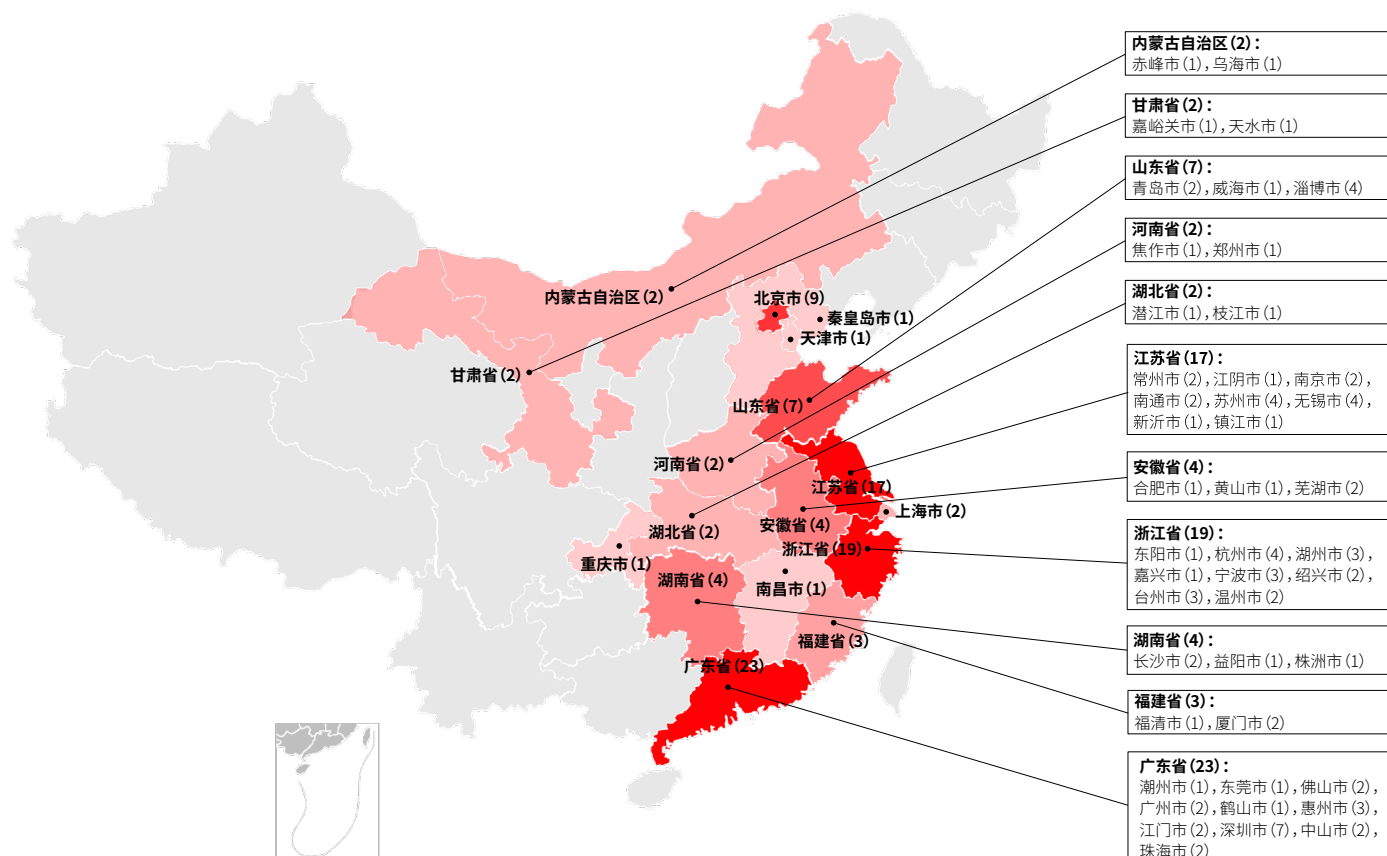 内蒙古自治区(2)：
赤峰市(1)，乌海市(1)
甘肃省(2)：
嘉峪关市(1)，天水市(1)
山东省(7)：
青岛市(2)，威海市(1)，淄博市(4)
河南省(2)：
焦作市(1)，郑州市(1)
湖北省(2)：
潜江市(1)，枝江市(1)
江苏省(17)：
常州市(2)，江阴市(1)，南京市(2)，
南通市(2)，苏州市(4)，无锡市(4)，
新沂市(1)，镇江市(1)
安徽省(4)：
合肥市(1)，黄山市(1)，芜湖市(2)
浙江省(19)：
东阳市(1)，杭州市(4)，湖州市(3)，
嘉兴市(1)，宁波市(3)，绍兴市(2)，
台州市(3)，温州市(2)
湖南省(4)：
长沙市(2)，益阳市(1)，株洲市(1)
福建省(3)：
福清市(1)，厦门市(2)
广东省(23)：
潮州市(1)，东莞市(1)，佛山市(2)，
广州市(2)，鹤山市(1)，惠州市(3)，
江门市(2)，深圳市(7)，中山市(2)，
珠海市(2)
内蒙古自治区(2)
北京市(9)
秦皇岛市(1)
天津市(1)
甘肃省(2)
山东省(7)
河南省(2)
江苏省(17)
上海市(2)
安徽省(4)
湖北省(2)
浙江省(19)
重庆市(1)
湖南省(4)
南昌市(1)
福建省(3)
广东省(23)